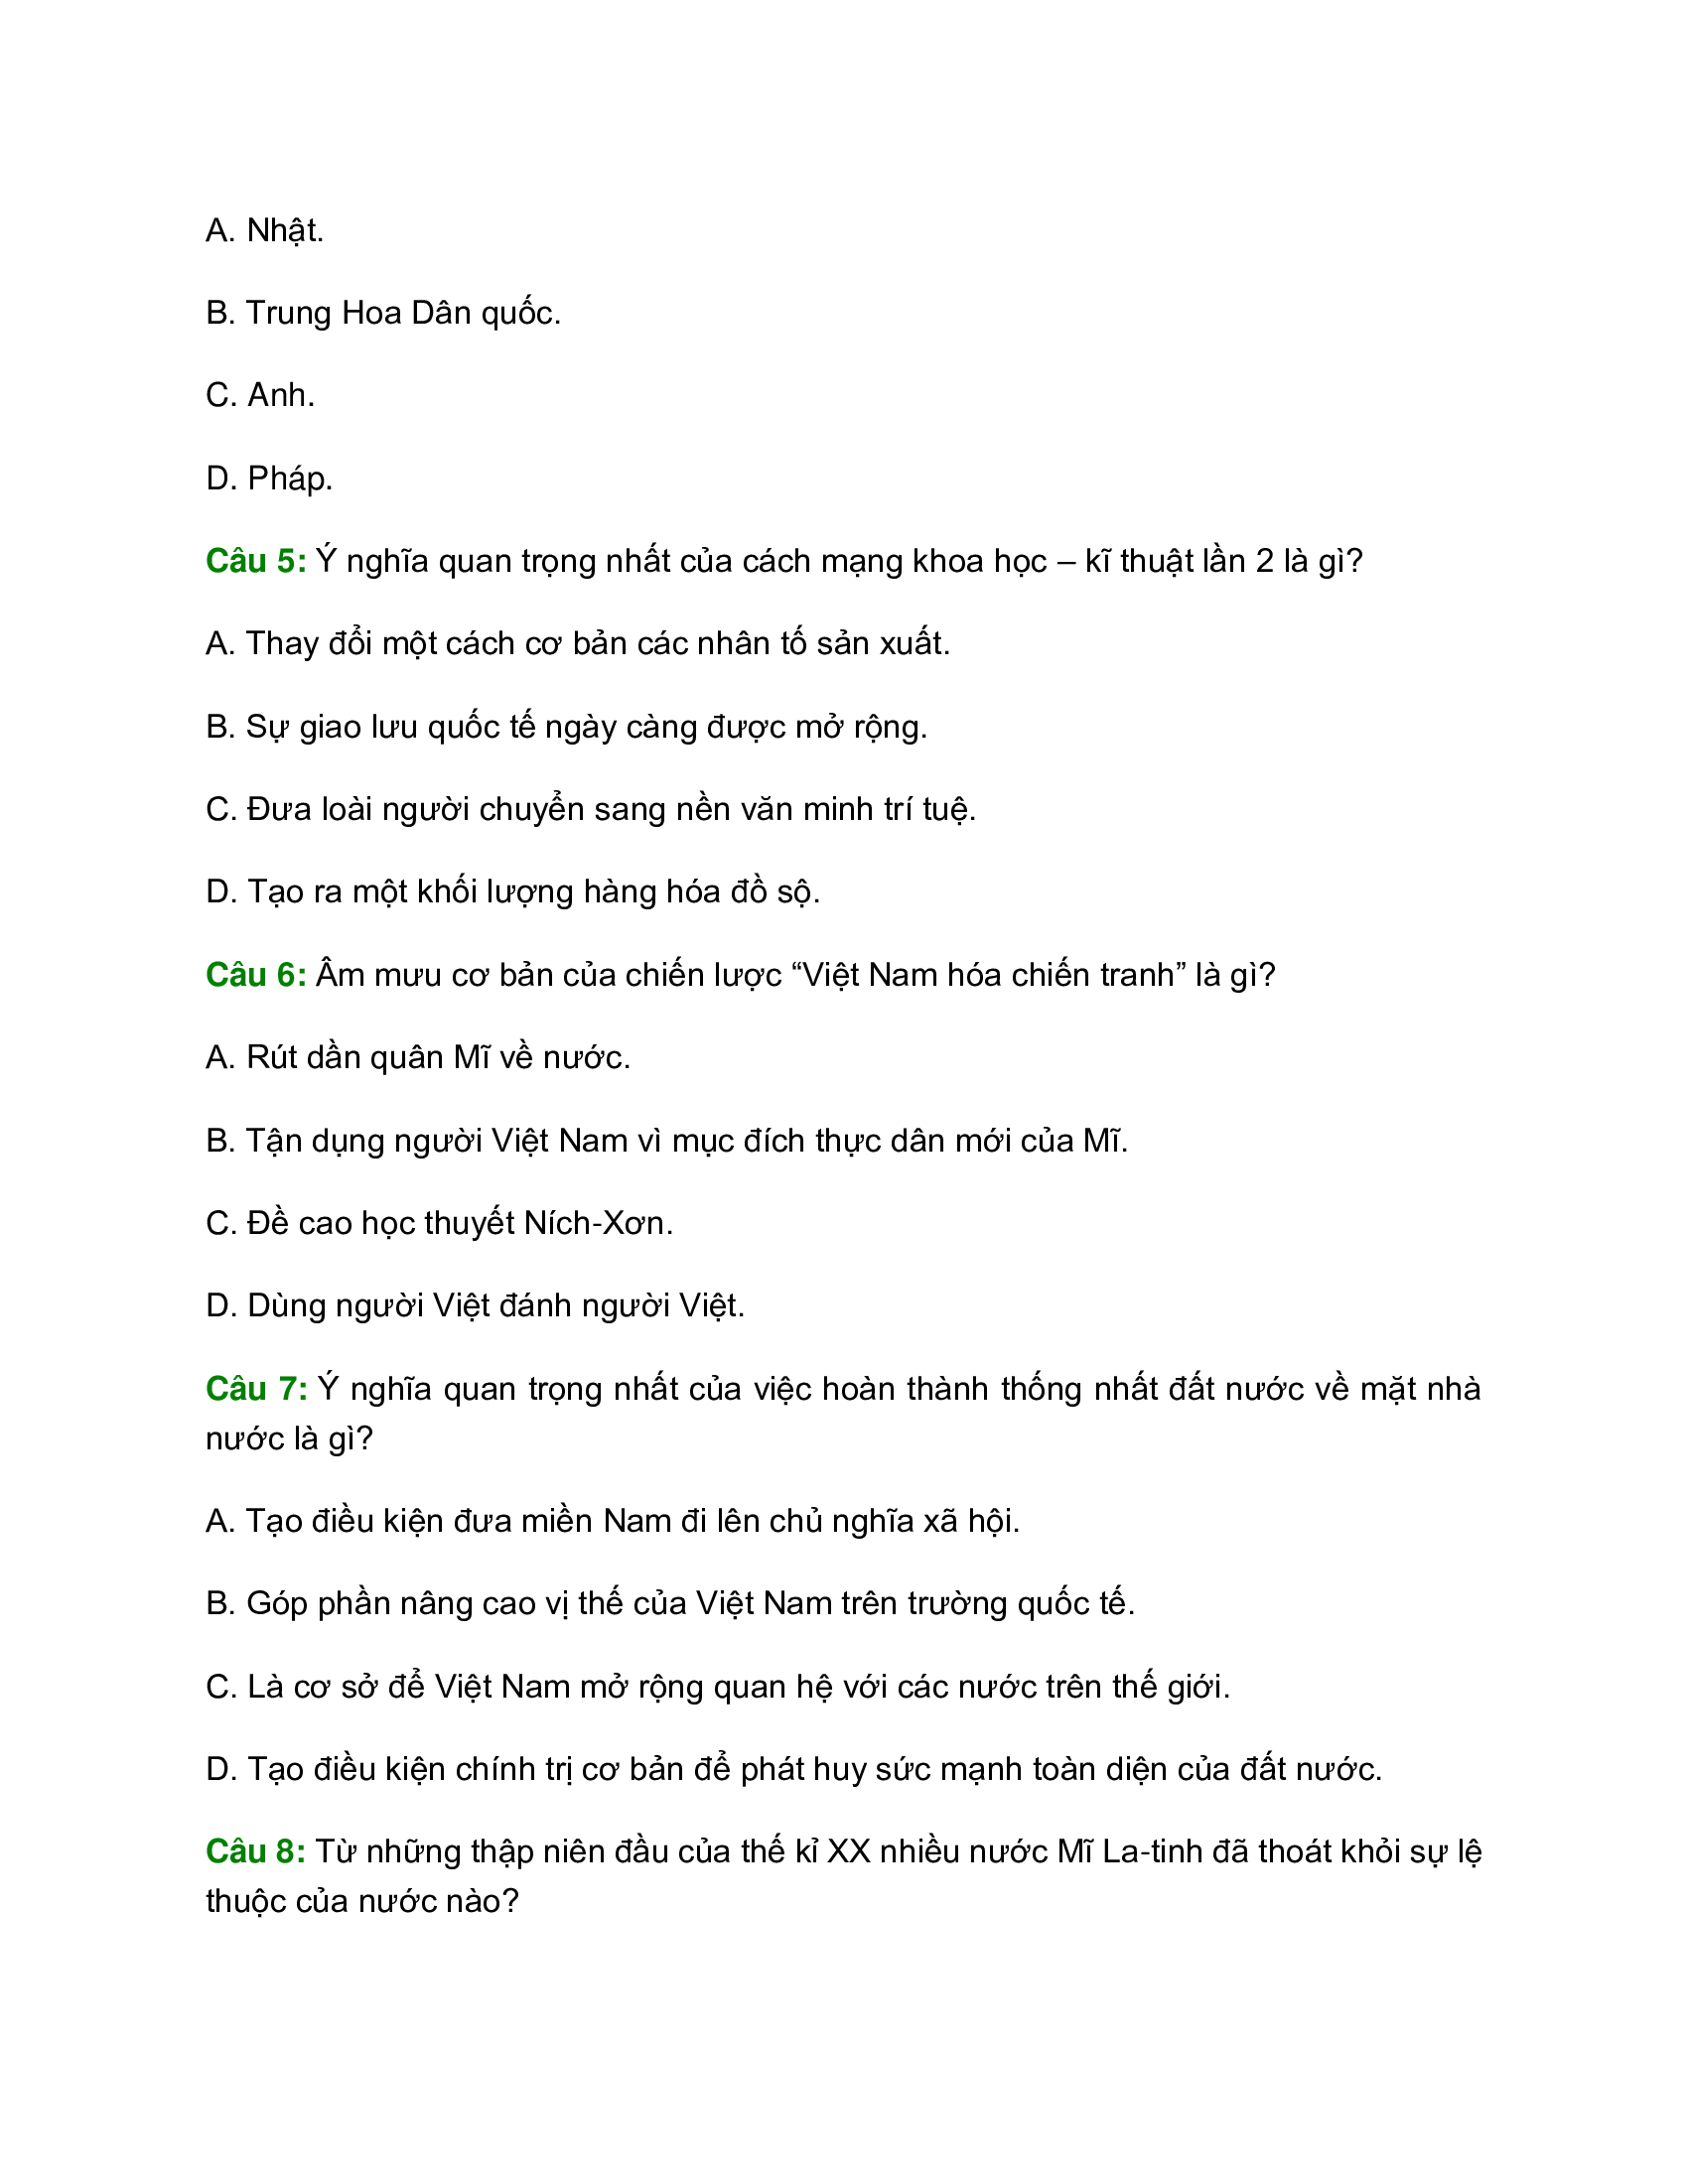 A. Nhật.
B. Trung Hoa Dân quốc.
C. Anh.
D. Pháp.
Câu 5: Ý nghĩa quan trọng nhất của cách mạng khoa học – kĩ thuật lần 2 là gì?
A. Thay đổi một cách cơ bản các nhân tố sản xuất.
B. Sự giao lưu quốc tế ngày càng được mở rộng.
C. Đưa loài người chuyển sang nền văn minh trí tuệ.
D. Tạo ra một khối lượng hàng hóa đồ sộ.
Câu 6: Âm mưu cơ bản của chiến lược “Việt Nam hóa chiến tranh” là gì?
A. Rút dần quân Mĩ về nước.
B. Tận dụng người Việt Nam vì mục đích thực dân mới của Mĩ.
C. Đề cao học thuyết Ních-Xơn.
D. Dùng người Việt đánh người Việt.
Câu 7: Ý nghĩa quan trọng nhất của việc hoàn thành thống nhất đất nước về mặt nhà
nước là gì?
A. Tạo điều kiện đưa miền Nam đi lên chủ nghĩa xã hội.
B. Góp phần nâng cao vị thế của Việt Nam trên trường quốc tế.
C. Là cơ sở để Việt Nam mở rộng quan hệ với các nước trên thế giới.
D. Tạo điều kiện chính trị cơ bản để phát huy sức mạnh toàn diện của đất nước.
Câu 8: Từ những thập niên đầu của thế kỉ XX nhiều nước Mĩ La-tinh đã thoát khỏi sự lệ
thuộc của nước nào?